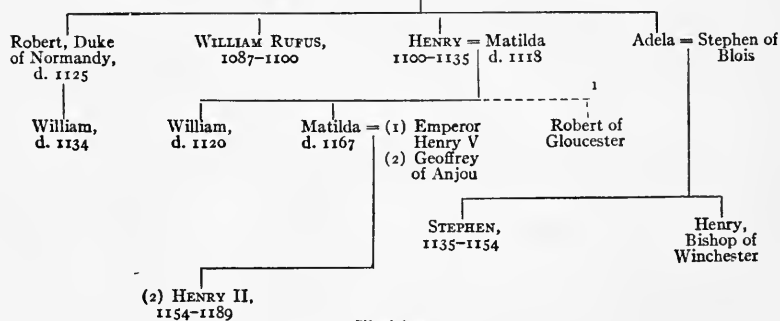 Robert, Duke
of Normandy,
d. 1125
WILLIAM RUFUS,
1087–1100
HENRY = Matilda
1100–1135 d. 1118
Adela = Stephen of
Blois
William,
d. 1134
William,
d. 1120
Matilda = (1) Emperor
d. 1167 Henry V
(2) Geoffrey
of Anjou
1
Robert of
Gloucester
STEPHEN,
1135–1154
Henry,
Bishop of
Winchester
(2) HENRY II,
1154–1189